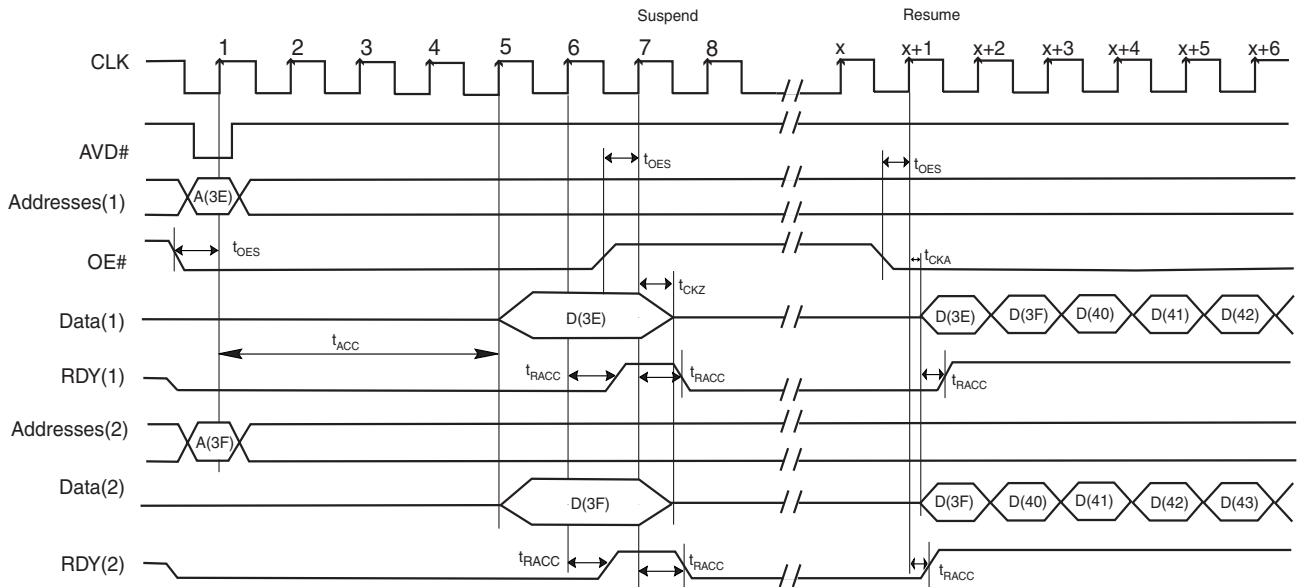 Suspend Resume
1 2 3 4 5 6 7 8 x x+1 x+2 x+3 x+4 x+5 x+6
CLK
AVD#
tOES tOES
Addresses(1) A(3E)
OE# tOES tCKA
tCKZ
Data(1) D(3E) D(3E) D(3F) D(40) D(41) D(42)
tACC
RDY(1) tRACC tRACC tRACC
Addresses(2) A(3F)
Data(2) D(3F) D(3F) D(40) D(41) D(42) D(43)
RDY(2) tRACC tRACC tRACC